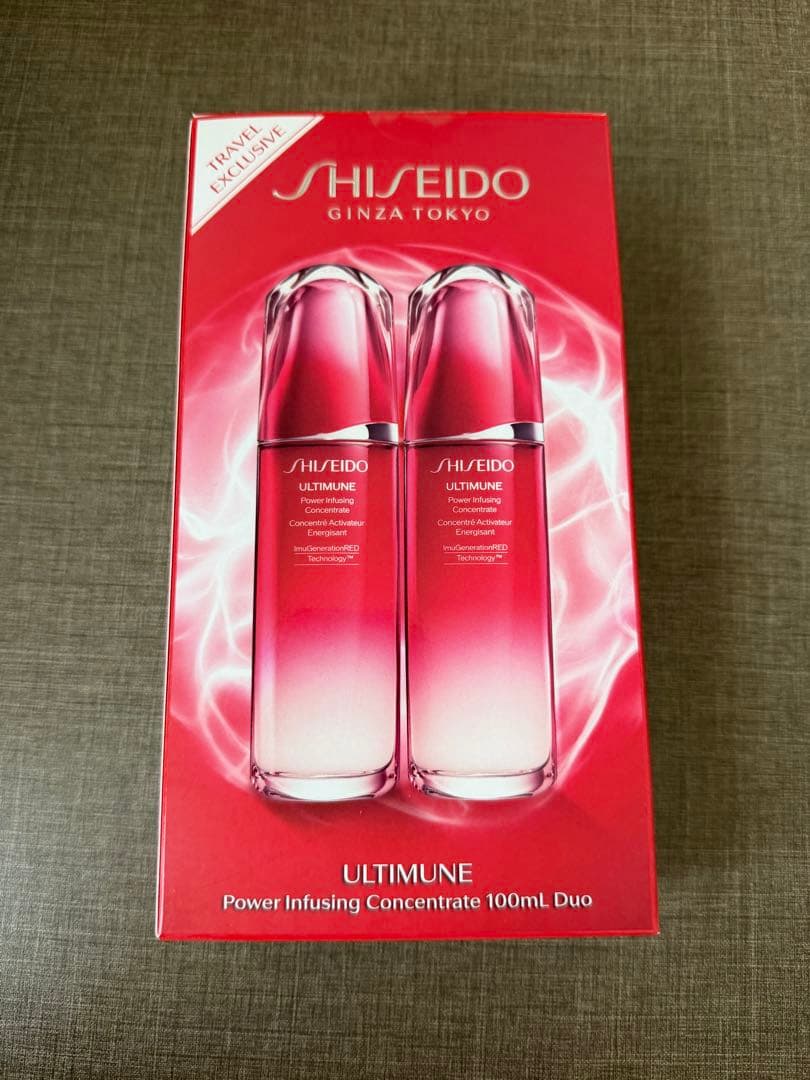 TRAVEL
EXCLUSIVE
SHISEIDO
GINZA TOKYO
SHISEIDO
ULTIMUNE
Power Infusing
Concentrate
Concentré Activateur
Energisant
ImuGenerationRED
Technology™
SHISEIDO
ULTIMUNE
Power Infusing
Concentrate
Concentré Activateur
Energisant
ImuGenerationRED
Technology™
ULTIMUNE
Power Infusing Concentrate 100mL Duo